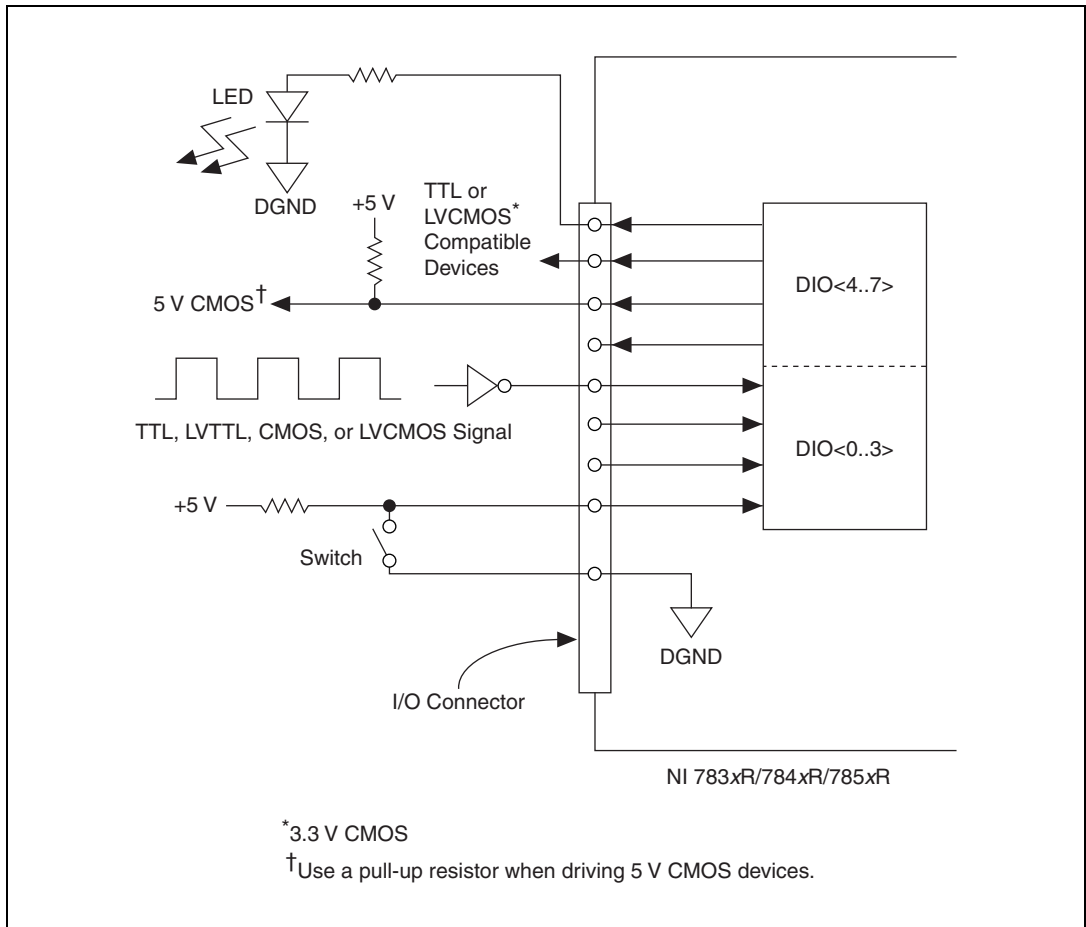 LED
DGND
+5 V
TTL or
LVCMOS*
Compatible
Devices
DIO<4..7>
5 V CMOS†
TTL, LVTTL, CMOS, or LVCMOS Signal
DIO<0..3>
+5 V
Switch
DGND
I/O Connector
NI 783xR/784xR/785xR
*3.3 V CMOS
†Use a pull-up resistor when driving 5 V CMOS devices.